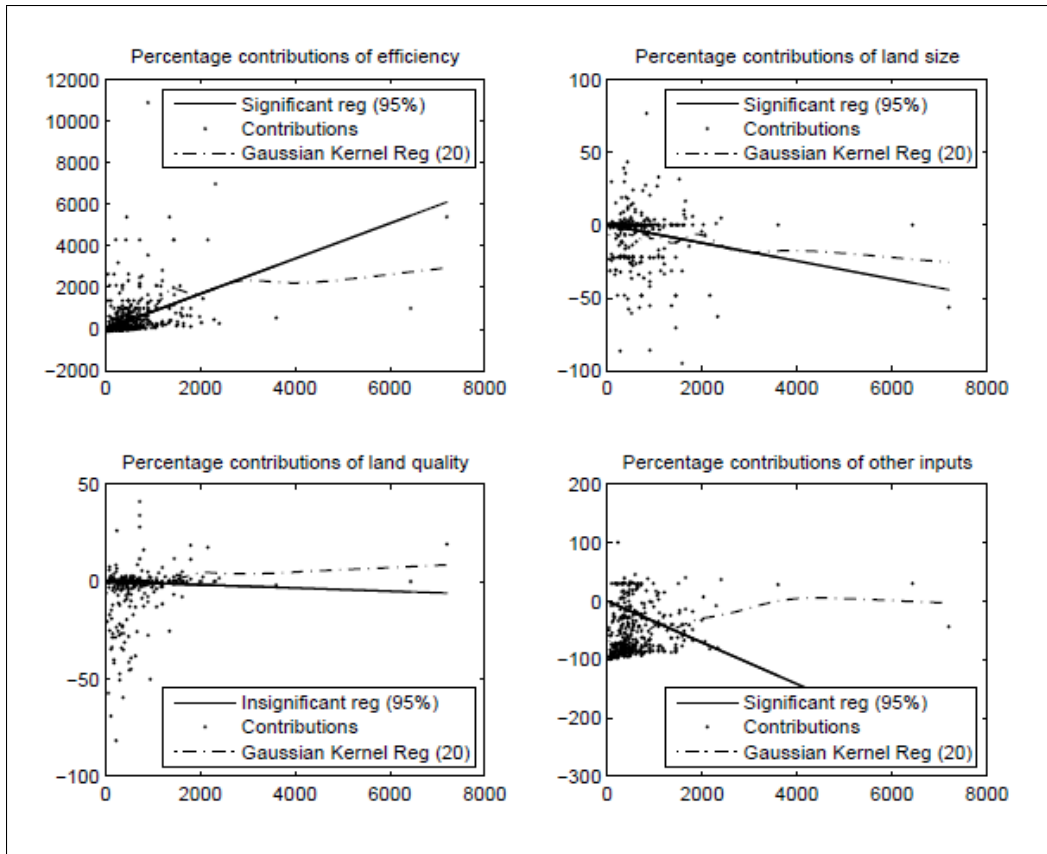 Percentage contributions of efficiency
12000
10000
8000
6000
4000
2000
0
−2000
0 2000 4000 6000 8000
Significant reg (95%)
Contributions
Gaussian Kernel Reg (20)
Percentage contributions of land size
100
50
0
−50
−100
0 2000 4000 6000 8000
Significant reg (95%)
Contributions
Gaussian Kernel Reg (20)
Percentage contributions of land quality
50
0
−50
−100
0 2000 4000 6000 8000
Insignificant reg (95%)
Contributions
Gaussian Kernel Reg (20)
Percentage contributions of other inputs
200
100
0
−100
−200
−300
0 2000 4000 6000 8000
Significant reg (95%)
Contributions
Gaussian Kernel Reg (20)